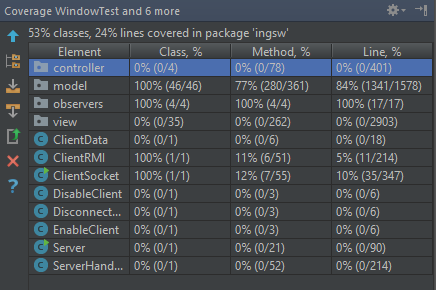 Coverage WindowTest and 6 more
53% classes, 24% lines covered in package 'ingsw'
Element Class, % Method, % Line, %
controller 0% (0/4) 0% (0/78) 0% (0/401)
model 100% (46/46) 77% (280/361) 84% (1341/1578)
observers 100% (4/4) 100% (4/4) 100% (17/17)
view 0% (0/35) 0% (0/262) 0% (0/2903)
ClientData 0% (0/1) 0% (0/6) 0% (0/18)
ClientRMI 100% (1/1) 11% (6/51) 5% (11/214)
ClientSocket 100% (1/1) 12% (7/55) 10% (35/347)
DisableClient 0% (0/1) 0% (0/3) 0% (0/6)
Disconnect... 0% (0/1) 0% (0/3) 0% (0/6)
EnableClient 0% (0/1) 0% (0/3) 0% (0/6)
Server 0% (0/1) 0% (0/21) 0% (0/90)
ServerHand... 0% (0/1) 0% (0/52) 0% (0/214)